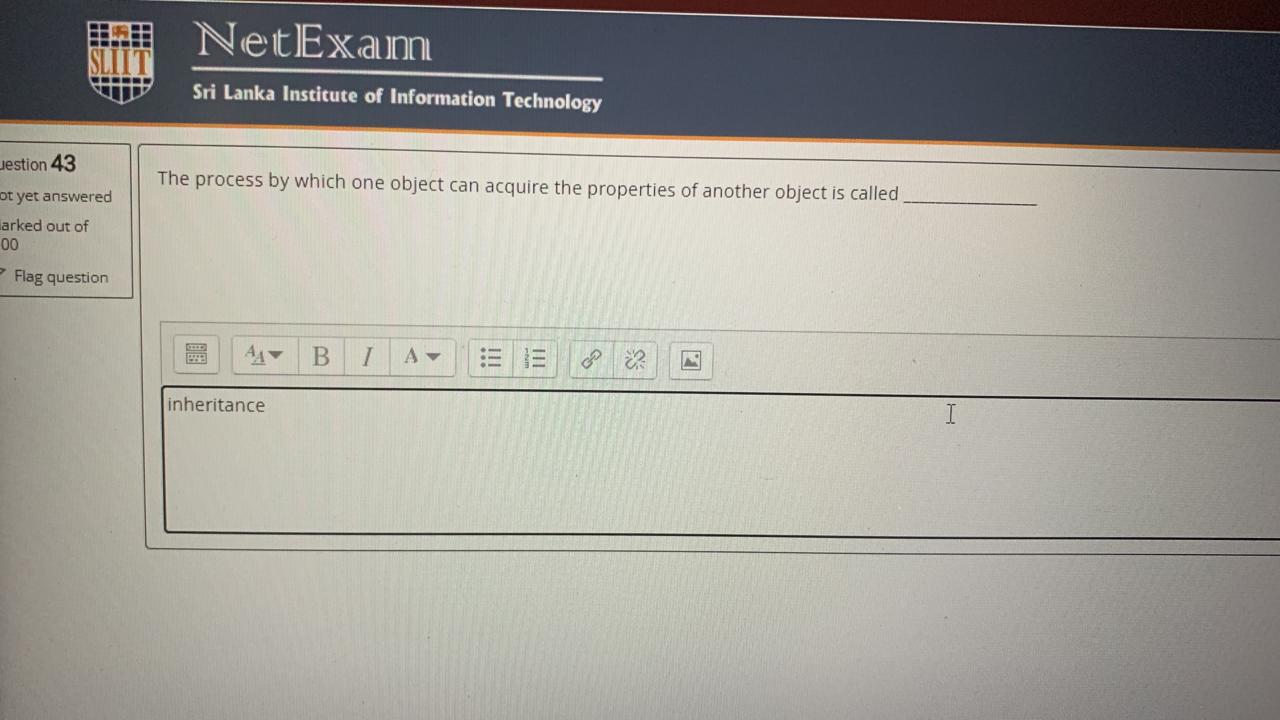 SLIIT
NetExam
Sri Lanka Institute of Information Technology
uestion 43
ot yet answered
arked out of
00
Flag question
The process by which one object can acquire the properties of another object is called _______________
B I A
inheritance